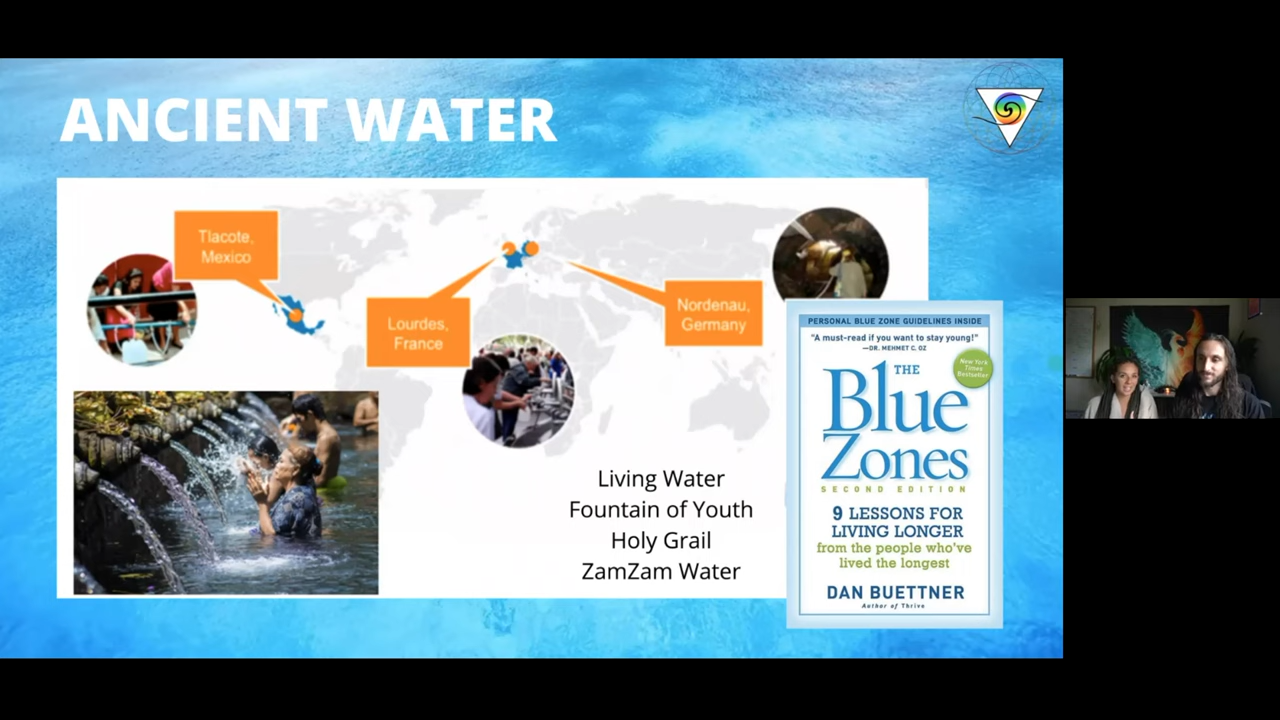 ANCIENT WATER
Tlacote,
Mexico
Lourdes,
France
Nordenau,
Germany
Living Water
Fountain of Youth
Holy Grail
ZamZam Water
PERSONAL BLUE ZONE GUIDELINES INSIDE
"A must-read if you want to stay young!"
—DR. MEHMET C. OZ
New York
Times
Bestseller
THE
Blue
Zones
SECOND EDITION
9 LESSONS FOR
LIVING LONGER
from the people who've
lived the longest
DAN BUETTNER
Author of Thrive